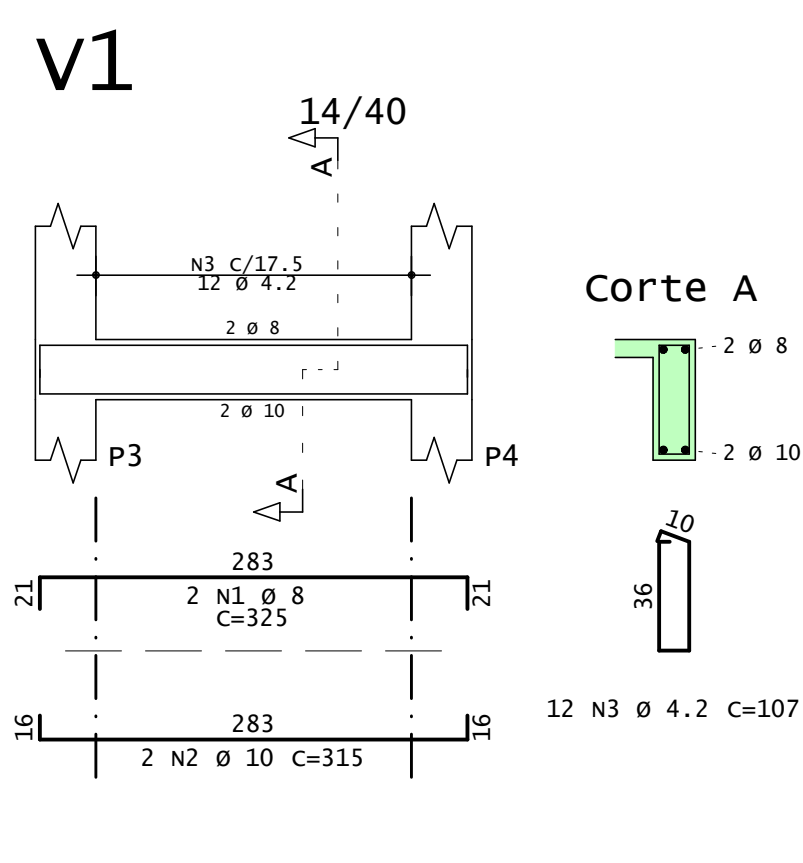 V1
14/40
A
N3 C/17.5
12 Ø 4.2
2 Ø 8
2 Ø 10
P3
P4
A
Corte A
2 Ø 8
2 Ø 10
283
21
21
2 N1 Ø 8
C=325
16
283
16
2 N2 Ø 10 C=315
10
36
12 N3 Ø 4.2 C=107